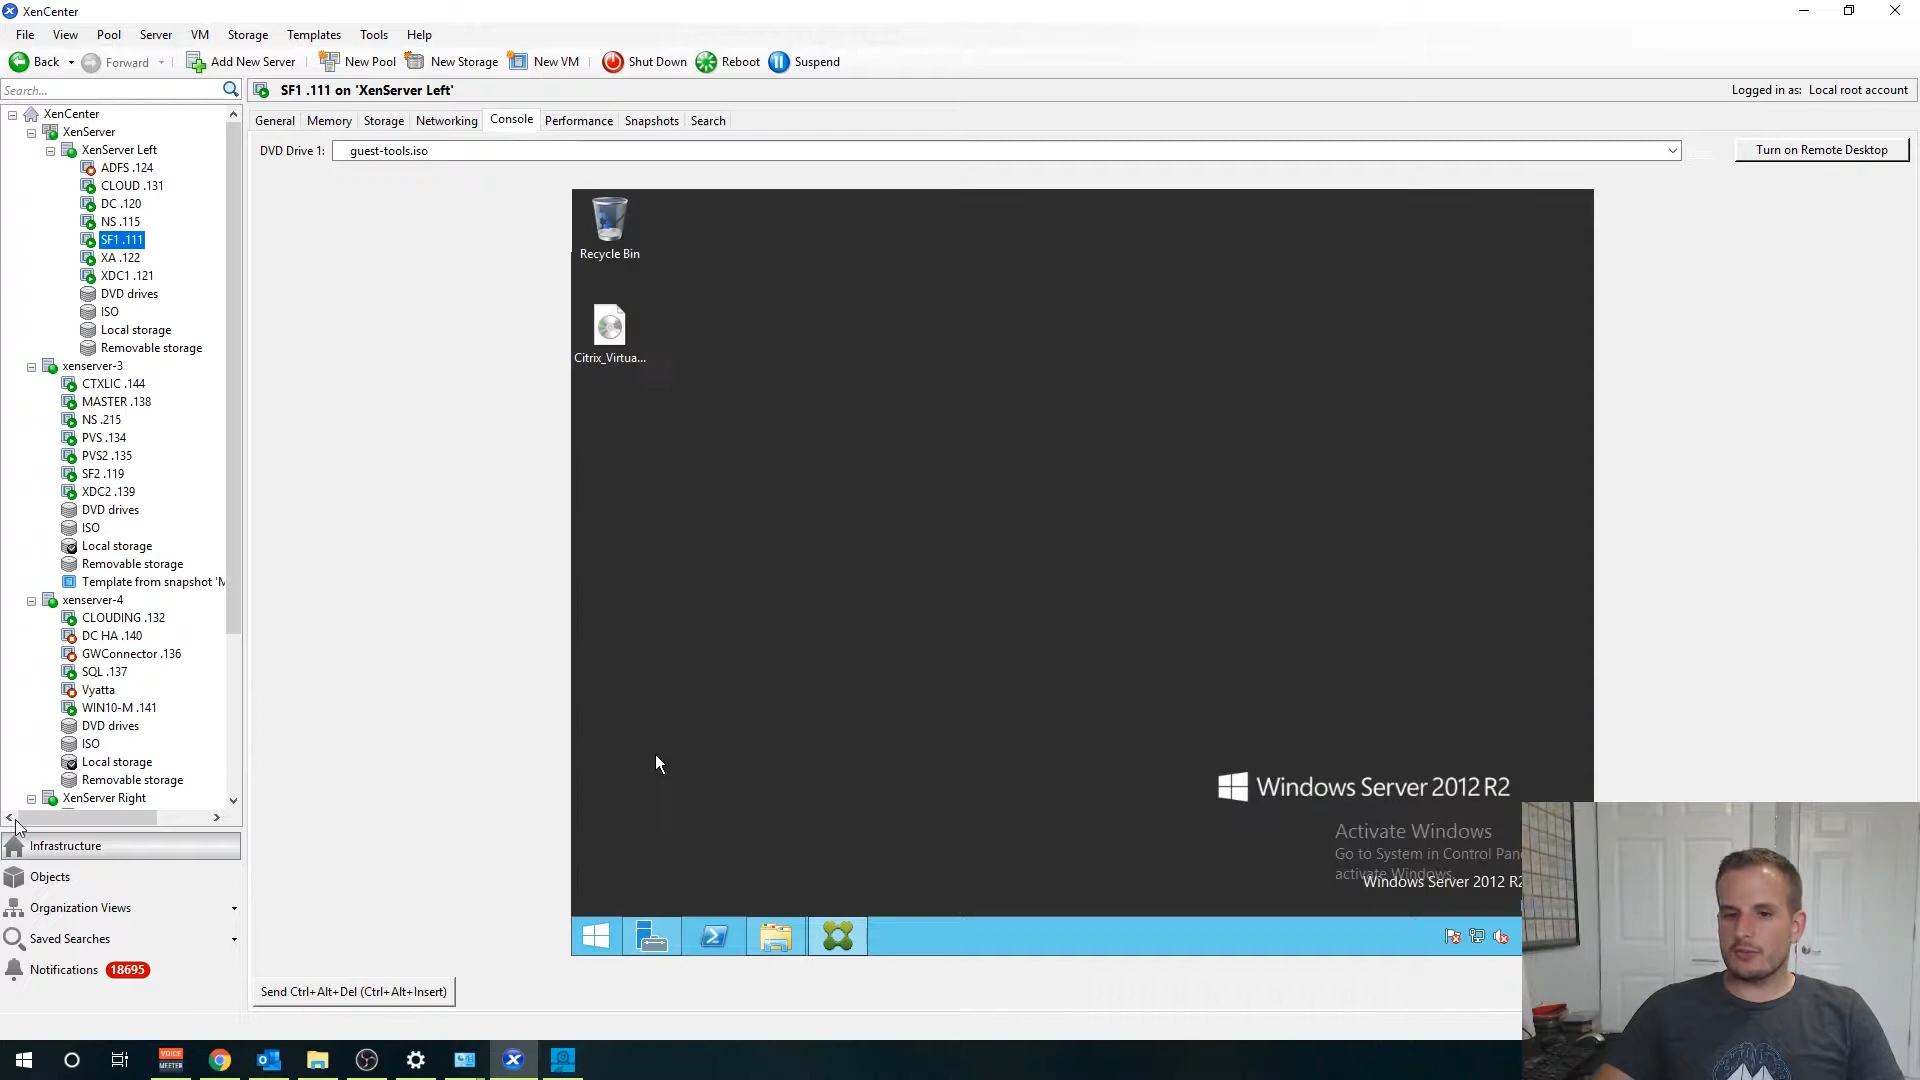 XenCenter
File View Pool Server VM Storage Templates Tools Help
Back Forward Add New Server New Pool New Storage New VM Shut Down Reboot Suspend
Search...
SF1 .111 on 'XenServer Left'
Logged in as: Local root account
General Memory Storage Networking Console Performance Snapshots Search
DVD Drive 1: guest-tools.iso
Turn on Remote Desktop
XenCenter
XenServer
XenServer Left
ADFS .124
CLOUD .131
DC .120
NS .115
SF1 .111
XA .122
XDC1 .121
DVD drives
ISO
Local storage
Removable storage
xenserver-3
CTXLIC .144
MASTER .138
NS .215
PVS .134
PVS2 .135
SF2 .119
XDC2 .139
DVD drives
ISO
Local storage
Removable storage
Template from snapshot 'M
xenserver-4
CLOUDING .132
DC HA .140
GWConnector .136
SQL .137
Vyatta
WIN10-M .141
DVD drives
ISO
Local storage
Removable storage
XenServer Right
Infrastructure
Objects
Organization Views
Saved Searches
Notifications 18695
Recycle Bin
Citrix_Virtua...
Windows Server 2012 R2
Activate Windows
Go to System in Control Pan
activate Windows.
Windows Server 2012 R2
Send Ctrl+Alt+Del (Ctrl+Alt+Insert)
VOICE
MEETER